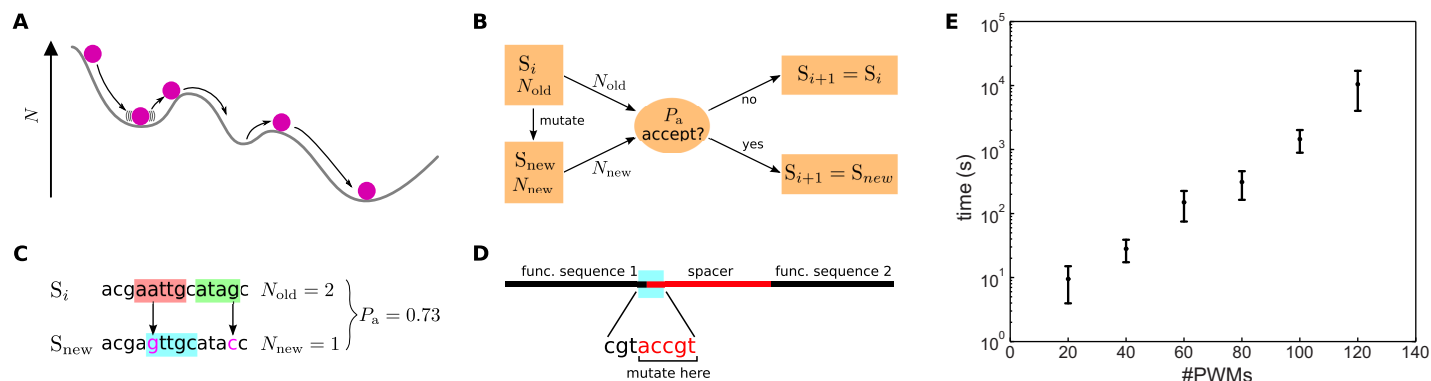 A
N
B
S_i
N_old
mutate
S_new
N_new
N_old
N_new
P_a
accept?
no
yes
S_{i+1} = S_i
S_{i+1} = S_{new}
C
S_i acgaattgcatagc N_old = 2
S_new acgagttgcatacc N_new = 1
P_a = 0.73
D
func. sequence 1 spacer func. sequence 2
cgtaccgt
mutate here
E
time (s)
10^5
10^4
10^3
10^2
10^1
10^0
0 20 40 60 80 100 120 140
#PWMs